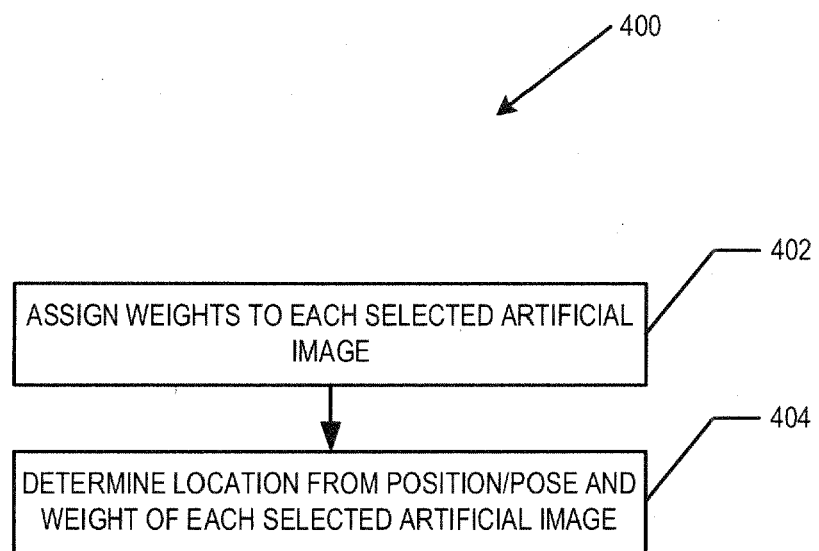 400
402
ASSIGN WEIGHTS TO EACH SELECTED ARTIFICIAL
IMAGE
404
DETERMINE LOCATION FROM POSITION/POSE AND
WEIGHT OF EACH SELECTED ARTIFICIAL IMAGE